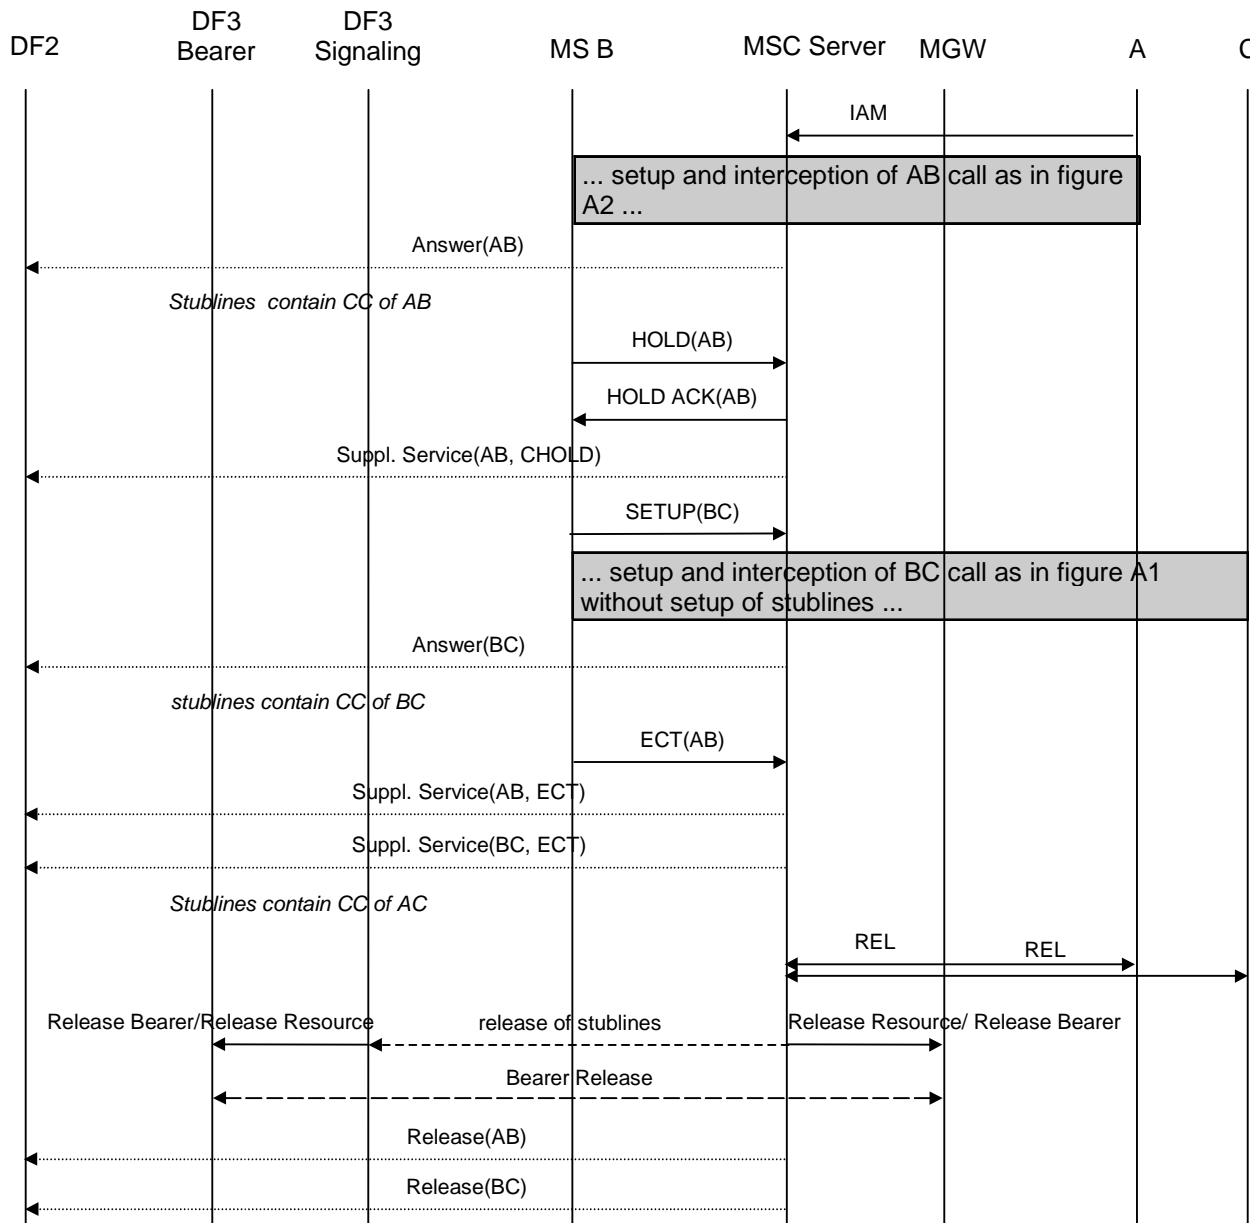 DF2
DF3
Bearer
DF3
Signaling
MS B
MSC Server
MGW
A
C
IAM
... setup and interception of AB call as in figure
A2 ...
Answer(AB)
Stublines contain CC of AB
HOLD(AB)
HOLD ACK(AB)
Suppl. Service(AB, CHOLD)
SETUP(BC)
... setup and interception of BC call as in figure A1
without setup of stublines ...
Answer(BC)
stublines contain CC of BC
ECT(AB)
Suppl. Service(AB, ECT)
Suppl. Service(BC, ECT)
Stublines contain CC of AC
REL
REL
Release Bearer/Release Resource
release of stublines
Release Resource/ Release Bearer
Bearer Release
Release(AB)
Release(BC)